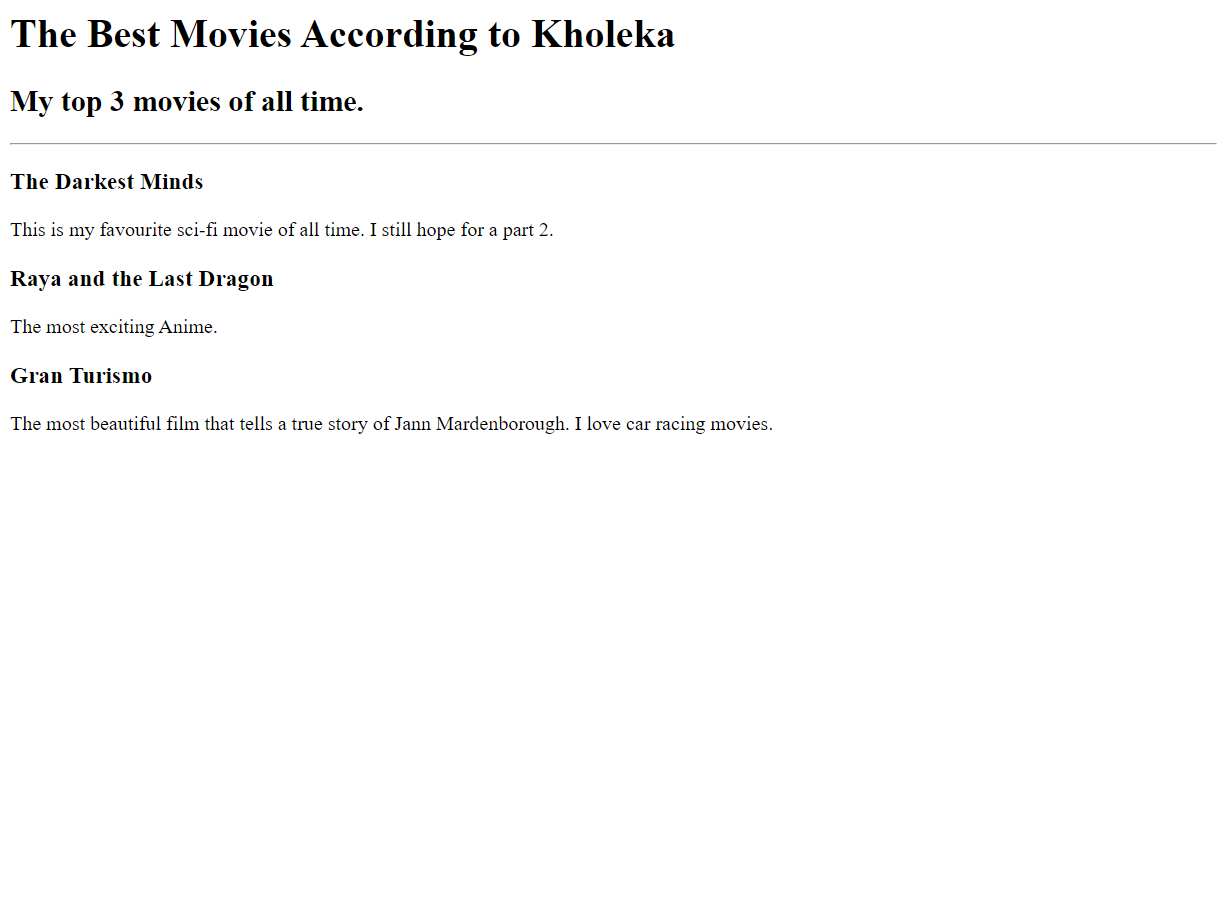 The Best Movies According to Kholeka
My top 3 movies of all time.
The Darkest Minds
This is my favourite sci-fi movie of all time. I still hope for a part 2.
Raya and the Last Dragon
The most exciting Anime.
Gran Turismo
The most beautiful film that tells a true story of Jann Mardenborough. I love car racing movies.